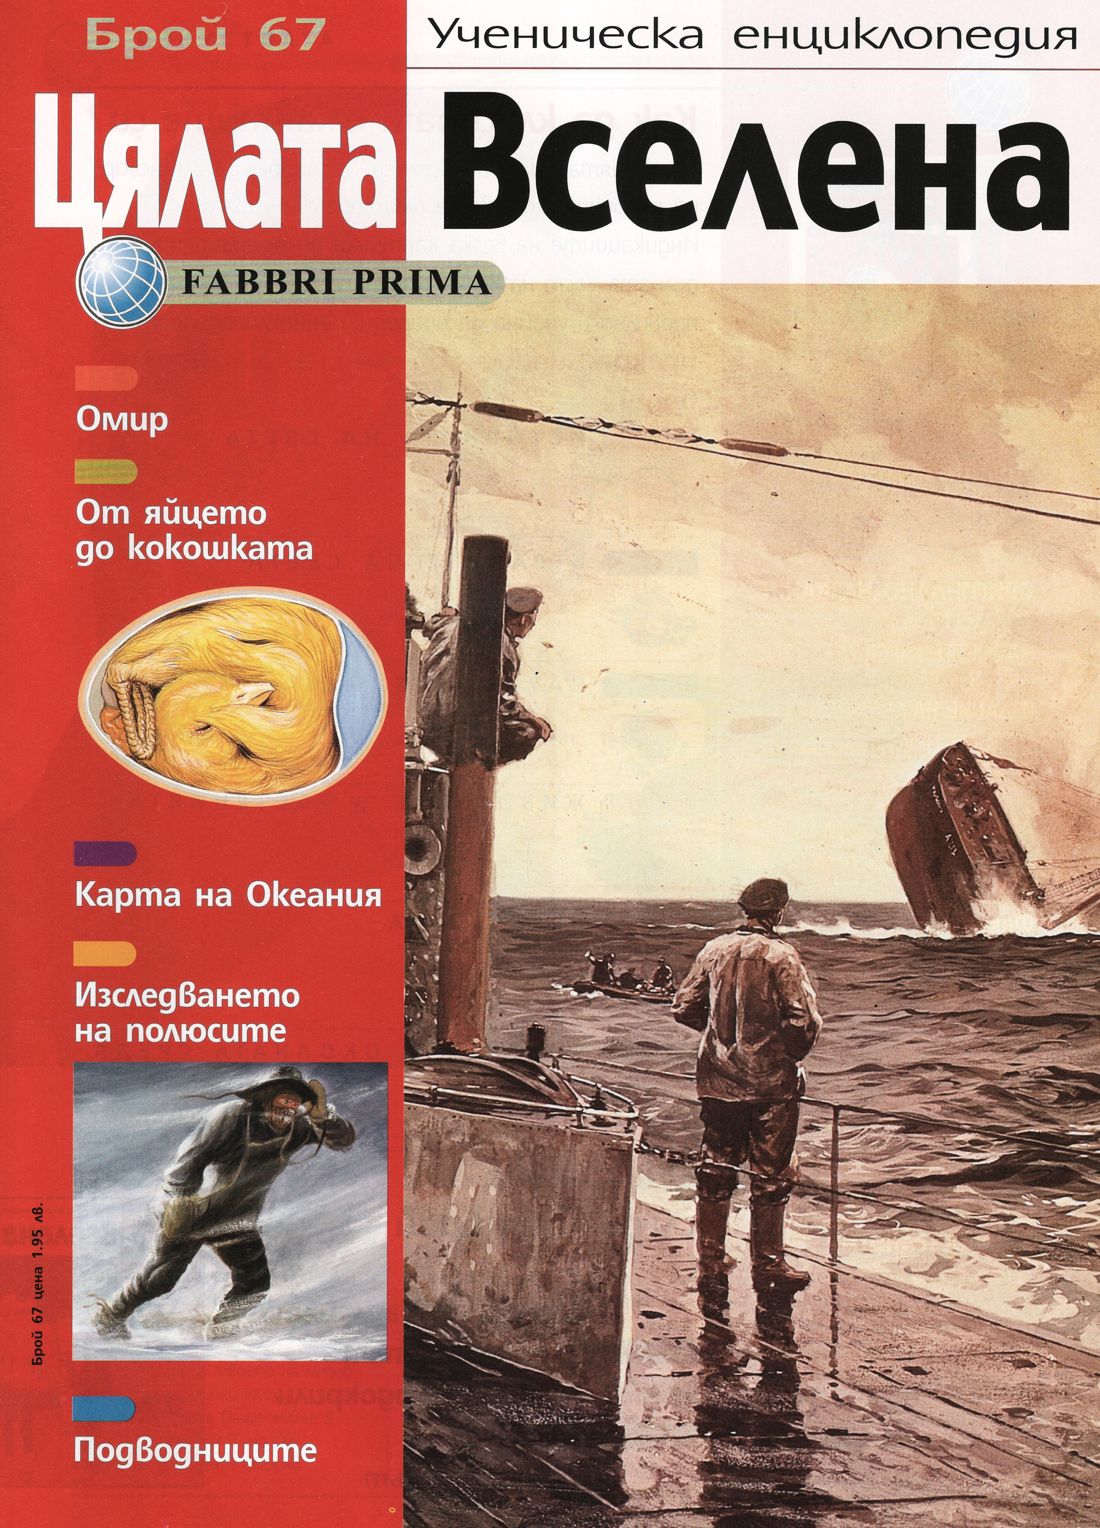 Брой 67
Ученическа енциклопедия
Цялата Вселена
FABBRI PRIMA
Омир
От яйцето
до кокошката
Карта на Океания
Изследването
на полюсите
Подводниците
Брой 67 цена 1.95 лв.